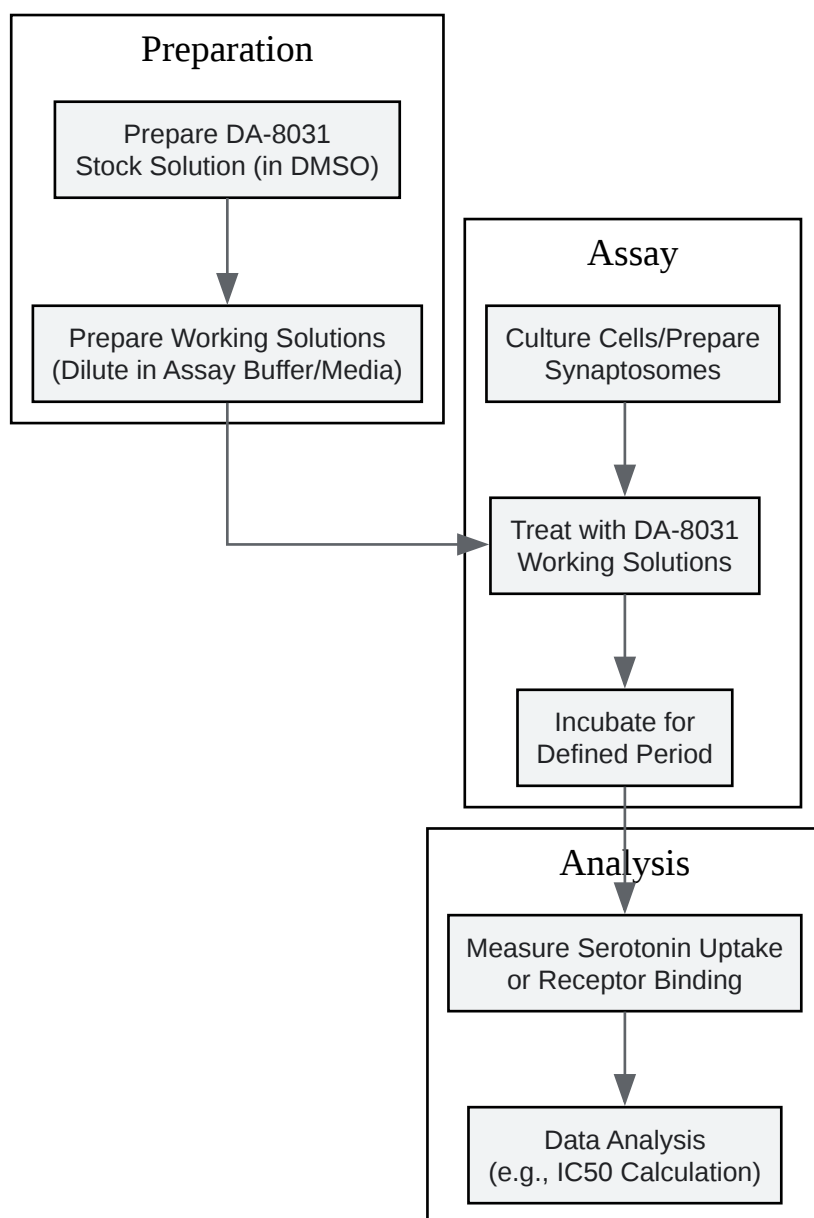 Preparation
Prepare DA-8031
Stock Solution (in DMSO)
Prepare Working Solutions
(Dilute in Assay Buffer/Media)
Assay
Culture Cells/Prepare
Synaptosomes
Treat with DA-8031
Working Solutions
Incubate for
Defined Period
Analysis
Measure Serotonin Uptake
or Receptor Binding
Data Analysis
(e.g., IC50 Calculation)